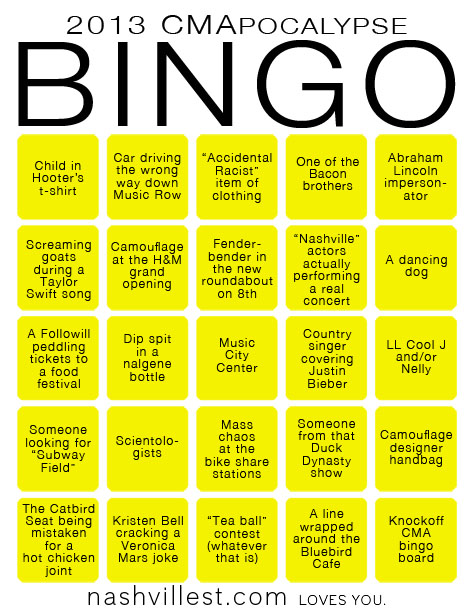 2013 CMAPOCALYPSE
BINGO
Child in
Hooter's
t-shirt
Car driving
the wrong
way down
Music Row
"Accidental
Racist"
item of
clothing
One of the
Bacon
brothers
Abraham
Lincoln
imperson-
ator
Screaming
goats
during a
Taylor
Swift song
Camouflage
at the H&M
grand
opening
Fender-
bender in
the new
roundabout
on 8th
"Nashville"
actors
actually
performing
a real
concert
A dancing
dog
A Followill
peddling
tickets to
a food
festival
Dip spit
in a
nalgene
bottle
Music
City
Center
Country
singer
covering
Justin
Bieber
LL Cool J
and/or
Nelly
Someone
looking for
"Subway
Field"
Scientolo-
gists
Mass
chaos
at the
bike share
stations
Someone
from that
Duck
Dynasty
show
Camouflage
designer
handbag
The Catbird
Seat being
mistaken
for a
hot chicken
joint
Kristen Bell
cracking a
Veronica
Mars joke
"Tea ball"
contest
(whatever
that is)
A line
wrapped
around the
Bluebird
Cafe
Knockoff
CMA
bingo
board
nashvillest.com LOVES YOU.